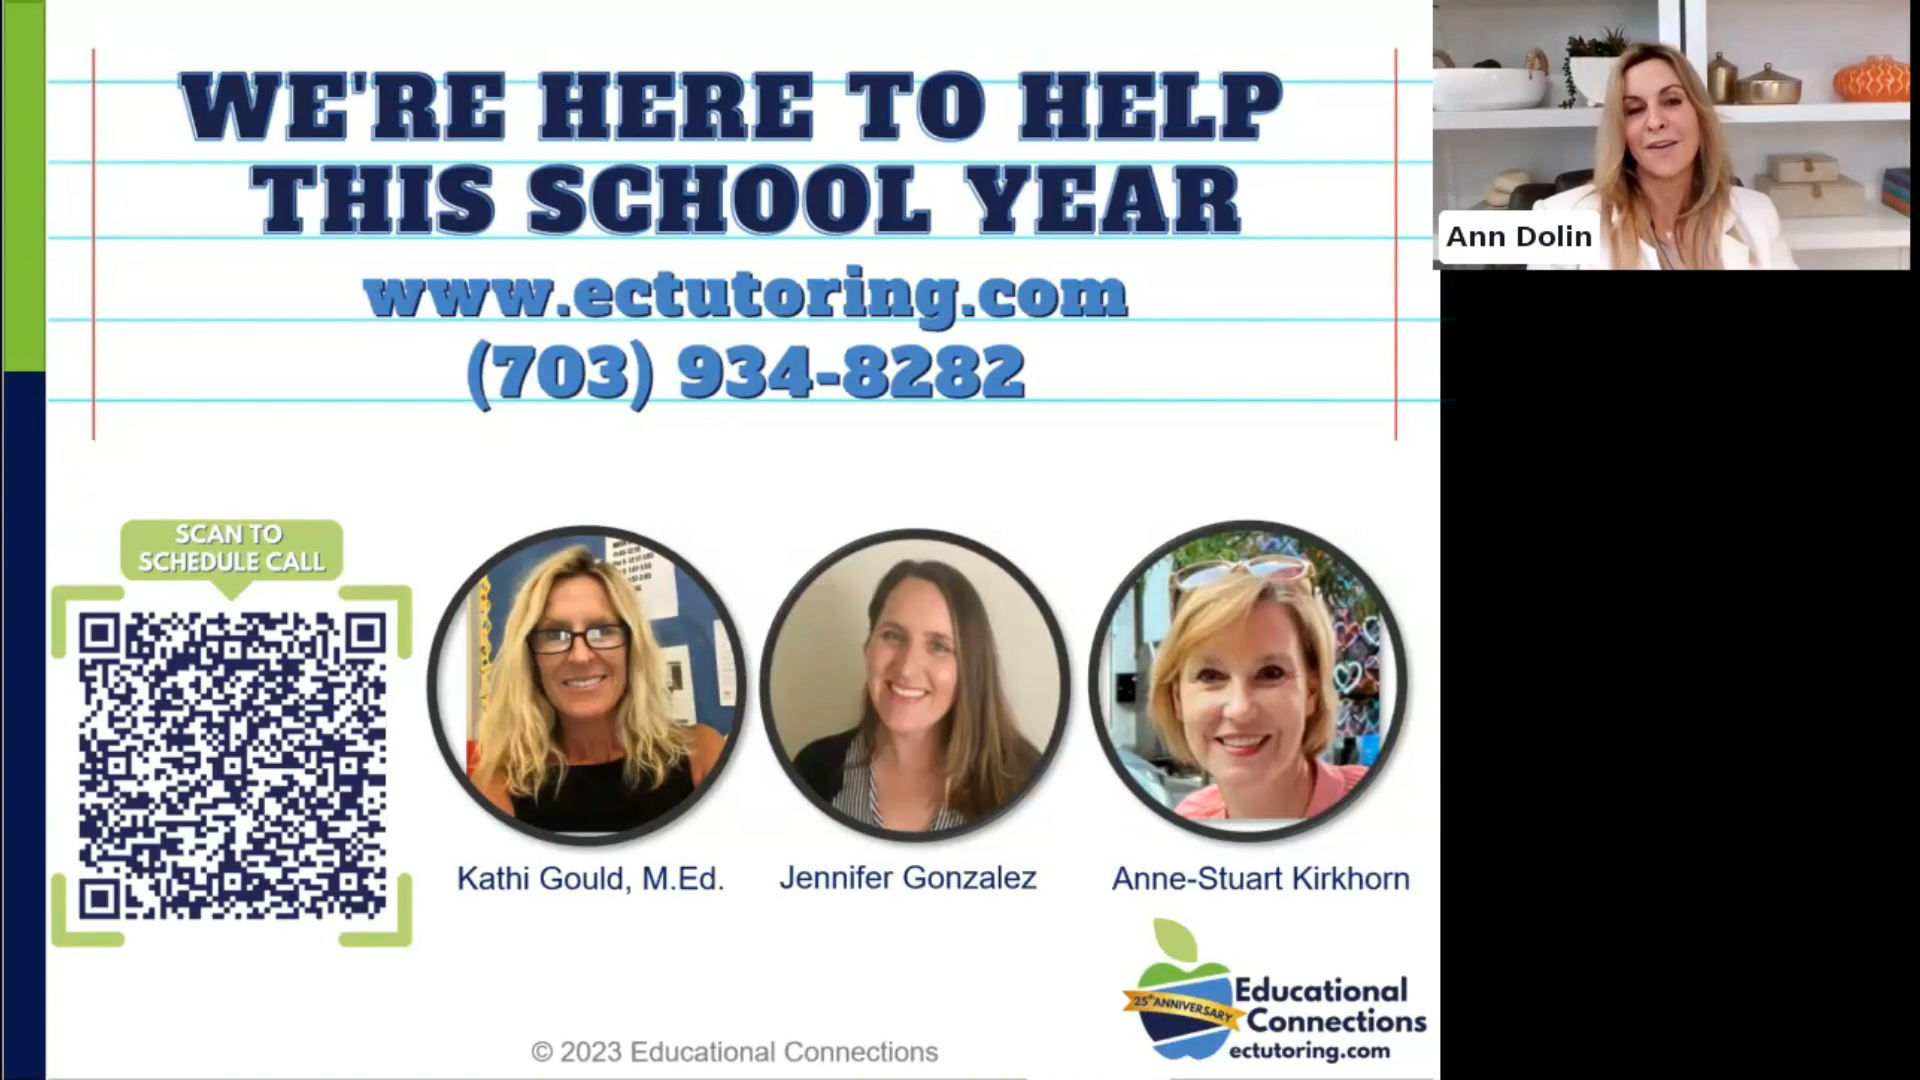 WE'RE HERE TO HELP
THIS SCHOOL YEAR
www.ectutoring.com
(703) 934-8282
Ann Dolin
SCAN TO
SCHEDULE CALL
Kathi Gould, M.Ed.
Jennifer Gonzalez
Anne-Stuart Kirkhorn
25th ANNIVERSARY
Educational
Connections
ectutoring.com
© 2023 Educational Connections